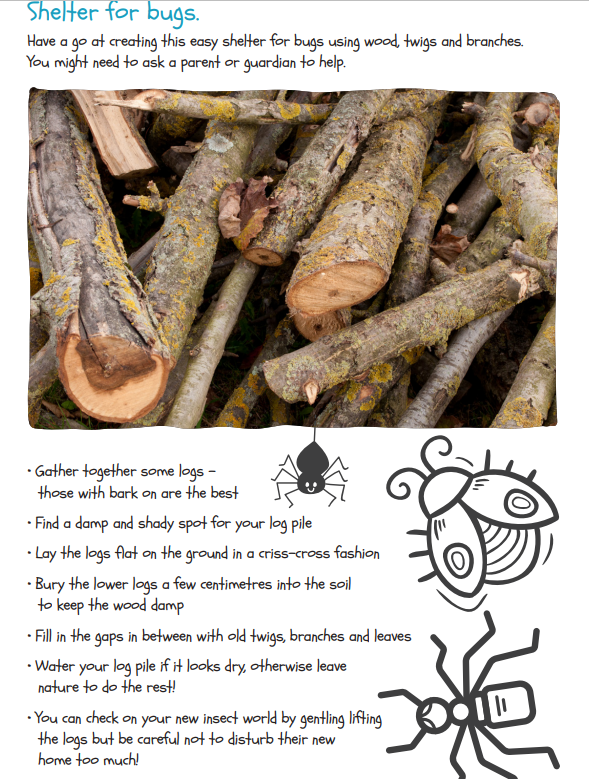 Shelter for bugs.
Have a go at creating this easy shelter for bugs using wood, twigs and branches.
You might need to ask a parent or guardian to help.
• Gather together some logs –
those with bark on are the best
• Find a damp and shady spot for your log pile
• Lay the logs flat on the ground in a criss-cross fashion
• Bury the lower logs a few centimetres into the soil
to keep the wood damp
• Fill in the gaps in between with old twigs, branches and leaves
• Water your log pile if it looks dry, otherwise leave
nature to do the rest!
• You can check on your new insect world by gentling lifting
the logs but be careful not to disturb their new
home too much!